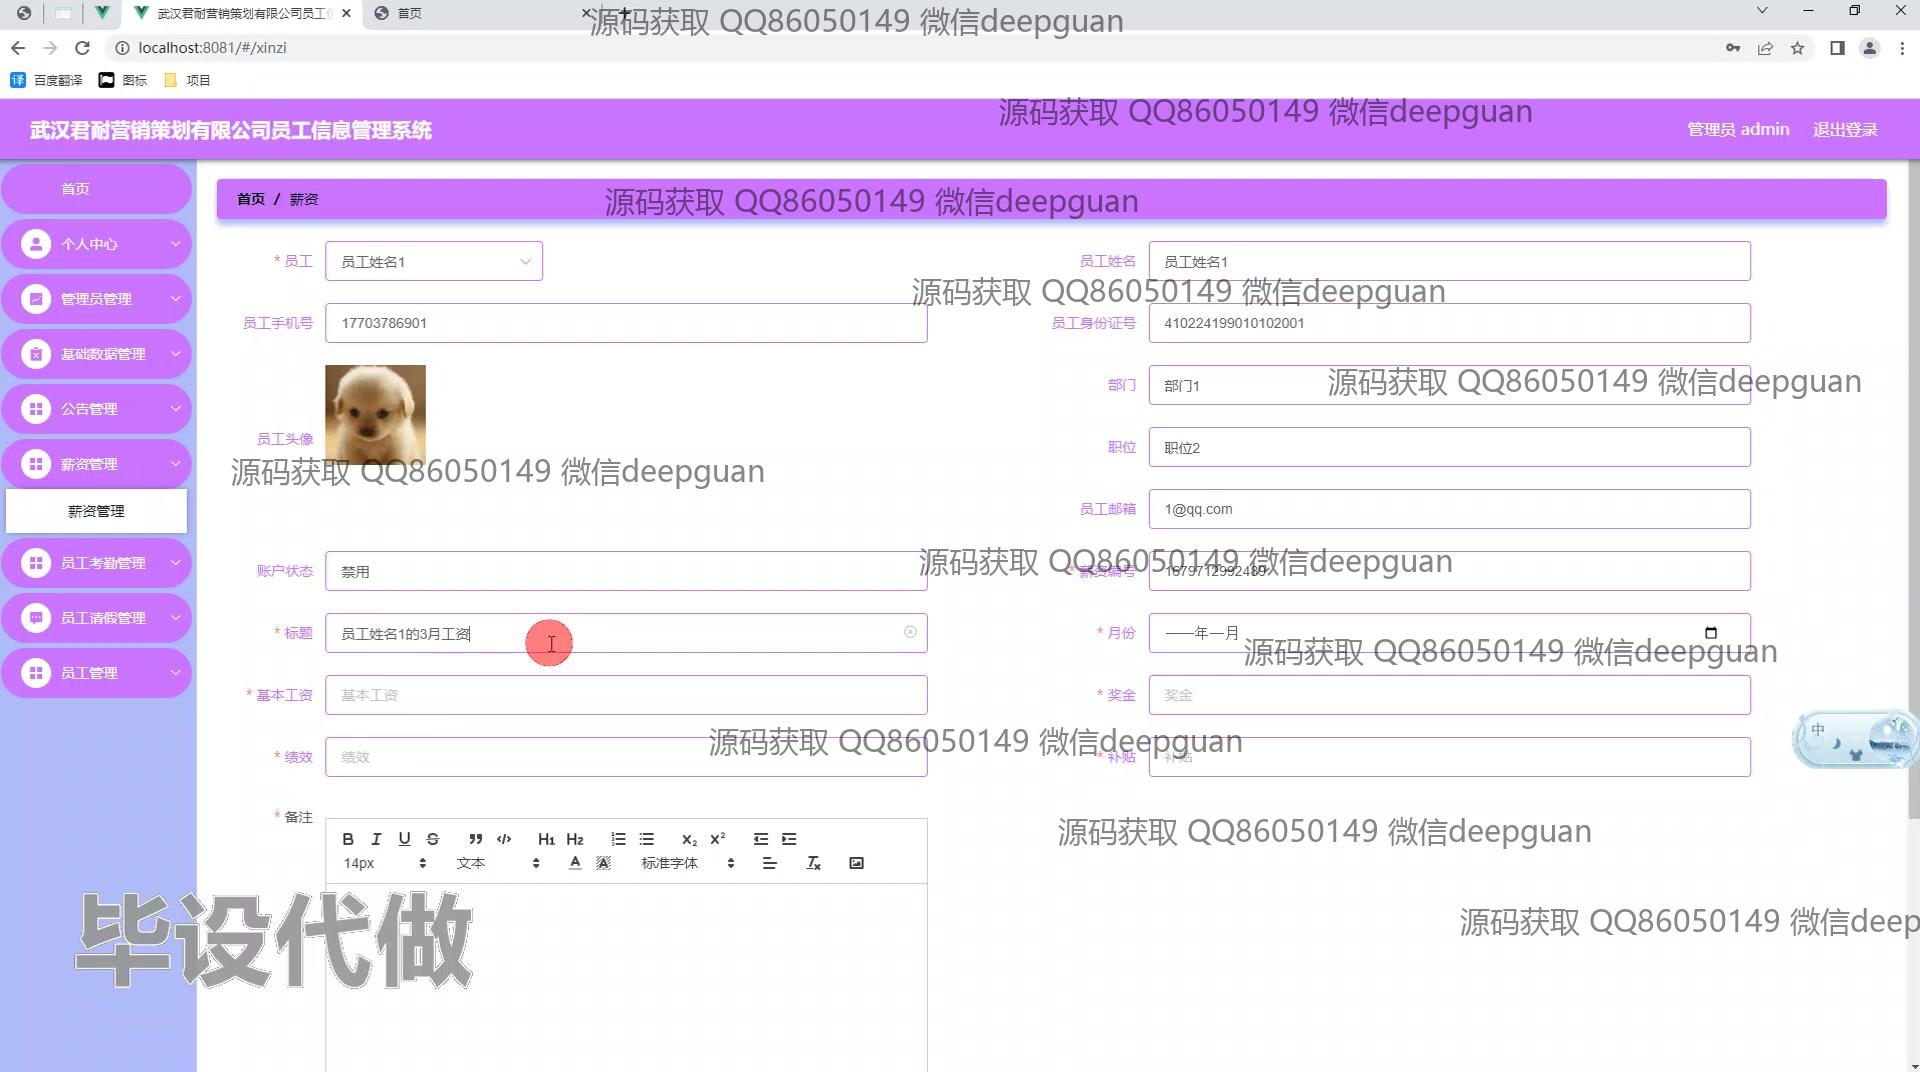 武汉君耐营销策划有限公司员工信 首页
源码获取 QQ86050149 微信deepguan
localhost:8081/#/xinzi
译 百度翻译 图标 项目
源码获取 QQ86050149 微信deepguan
武汉君耐营销策划有限公司员工信息管理系统 管理员 admin 退出登录
首页
首页 / 薪资
源码获取 QQ86050149 微信deepguan
个人中心
* 员工 员工姓名1 员工姓名 员工姓名1
源码获取 QQ86050149 微信deepguan
管理员管理
员工手机号 17703786901 员工身份证号 410224199010102001
基础数据管理
部门 部门1
源码获取 QQ86050149 微信deepguan
公告管理
员工头像 职位 职位2
薪资管理
源码获取 QQ86050149 微信deepguan
薪资管理
员工邮箱 1@qq.com
员工考勤管理
账户状态 禁用 * 薪资编号 1679712992489
源码获取 QQ86050149 微信deepguan
员工请假管理
* 标题 员工姓名1的3月工资 * 月份 ----年--月
源码获取 QQ86050149 微信deepguan
员工管理
* 基本工资 基本工资 * 奖金 奖金
源码获取 QQ86050149 微信deepguan
中
* 绩效 绩效 * 补贴 补贴
* 备注
B I U S H1 H2 X2 X2
源码获取 QQ86050149 微信deepguan
14px 文本 A A 标准字体 Tx
源码获取 QQ86050149 微信deep
毕设代做